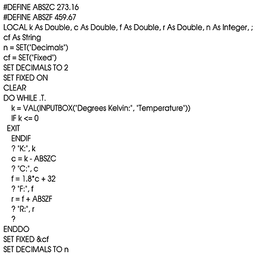 #DEFINE ABSZC 273.16
#DEFINE ABSZF 459.67
LOCAL k As Double, c As Double, f As Double, r As Double, n As Integer, ;
cf As String
n = SET("Decimals")
cf = SET("Fixed")
SET DECIMALS TO 2
SET FIXED ON
CLEAR
DO WHILE .T.
k = VAL(INPUTBOX("Degrees Kelvin:", "Temperature"))
IF k <= 0
EXIT
ENDIF
? "K:", k
c = k - ABSZC
? "C:", c
f = 1.8*c + 32
? "F:", f
r = f + ABSZF
? "R:", r
?
ENDDO
SET FIXED &cf
SET DECIMALS TO n